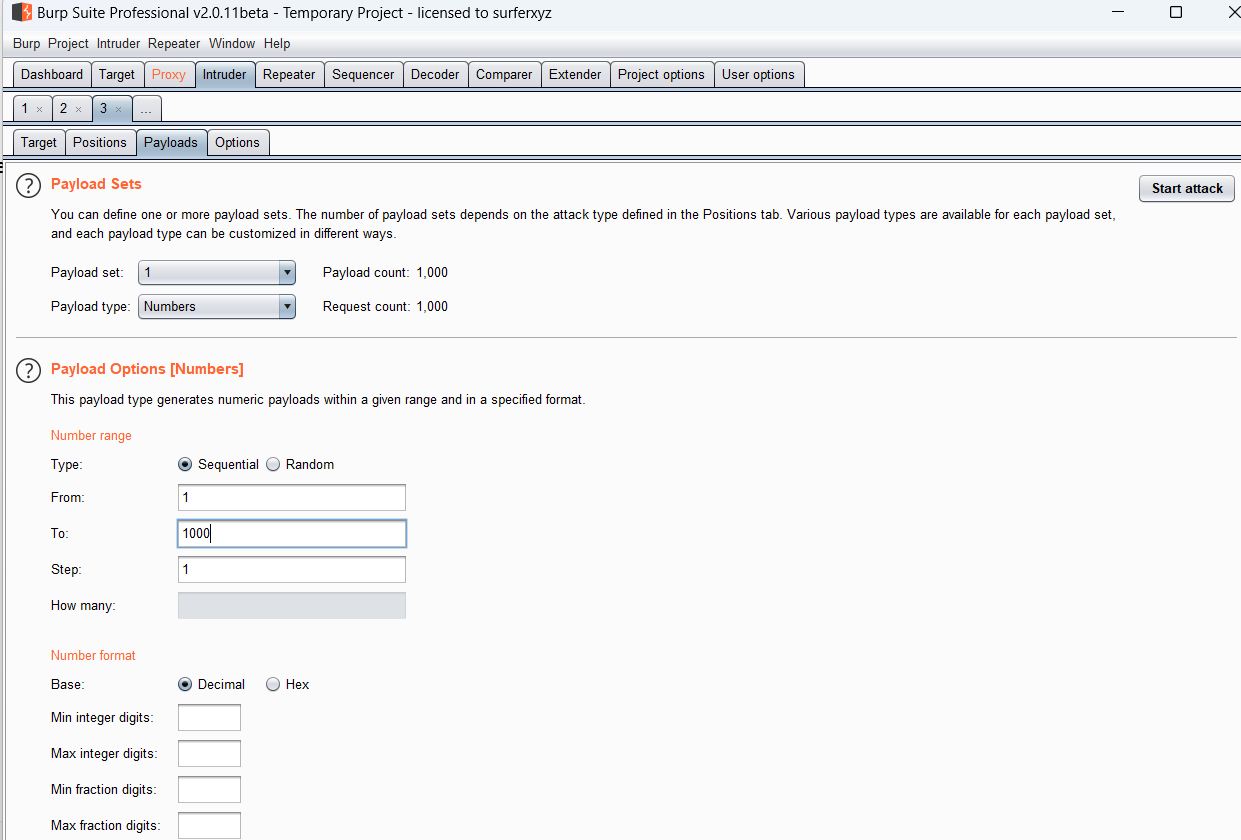 Burp Suite Professional v2.0.11beta - Temporary Project - licensed to surferxyz
Burp Project Intruder Repeater Window Help
Dashboard Target Proxy Intruder Repeater Sequencer Decoder Comparer Extender Project options User options
1 × 2 × 3 × ...
Target Positions Payloads Options
? Payload Sets
Start attack
You can define one or more payload sets. The number of payload sets depends on the attack type defined in the Positions tab. Various payload types are available for each payload set,
and each payload type can be customized in different ways.
Payload set: 1 Payload count: 1,000
Payload type: Numbers Request count: 1,000
? Payload Options [Numbers]
This payload type generates numeric payloads within a given range and in a specified format.
Number range
Type: Sequential Random
From: 1
To: 1000
Step: 1
How many:
Number format
Base: Decimal Hex
Min integer digits:
Max integer digits:
Min fraction digits:
Max fraction digits: